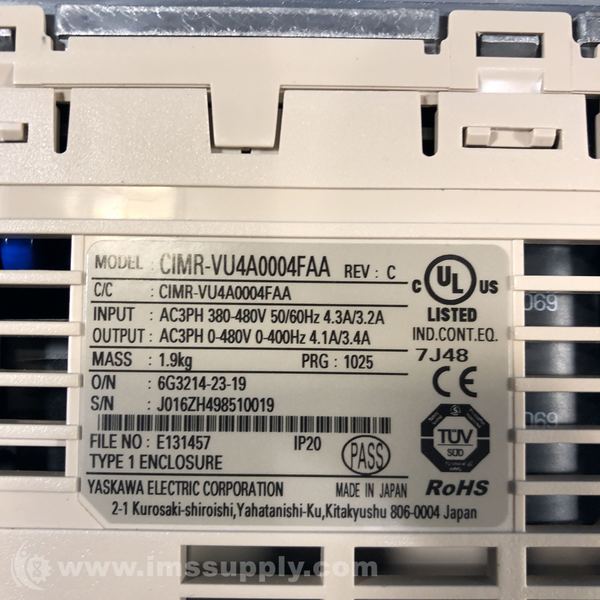 MODEL : CIMR-VU4A0004FAA REV : C
C/C : CIMR-VU4A0004FAA
INPUT : AC3PH 380-480V 50/60Hz 4.3A/3.2A
OUTPUT : AC3PH 0-480V 0-400Hz 4.1A/3.4A
MASS : 1.9kg PRG : 1025
O/N : 6G3214-23-19
S/N : J016ZH498510019
FILE NO : E131457 IP20
TYPE 1 ENCLOSURE
PASS
YASKAWA ELECTRIC CORPORATION MADE IN JAPAN
2-1 Kurosaki-shiroishi,Yahatanishi-Ku,Kitakyushu 806-0004 Japan
C UL US
LISTED
IND.CONT.EQ.
7J48
CE
TÜV
SÜD
RoHS
069
069
© www.imssupply.com